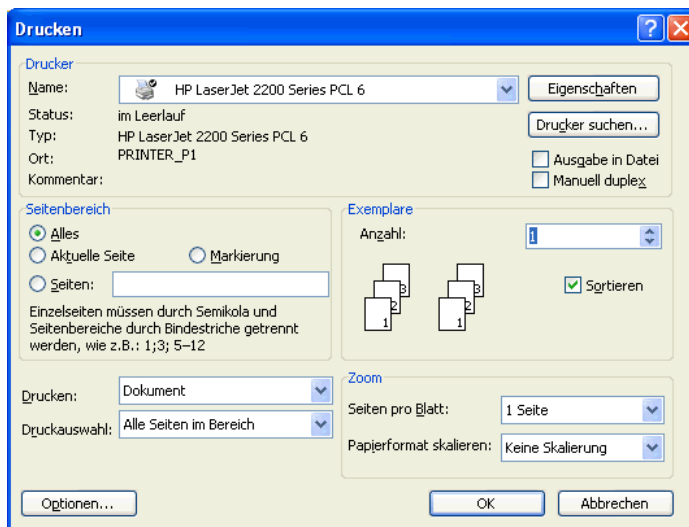 Drucken
Drucker
Name: HP LaserJet 2200 Series PCL 6 Eigenschaften
Status: im Leerlauf
Typ: HP LaserJet 2200 Series PCL 6 Drucker suchen...
Ort: PRINTER_P1 Ausgabe in Datei
Kommentar: Manuell duplex
Seitenbereich
Alles
Aktuelle Seite Markierung
Seiten:
Einzelseiten müssen durch Semikola und
Seitenbereiche durch Bindestriche getrennt
werden, wie z.B.: 1;3; 5–12
Exemplare
Anzahl: 1
3 3
2 2
1 1
Sortieren
Drucken: Dokument
Druckauswahl: Alle Seiten im Bereich
Zoom
Seiten pro Blatt: 1 Seite
Papierformat skalieren: Keine Skalierung
Optionen... OK Abbrechen